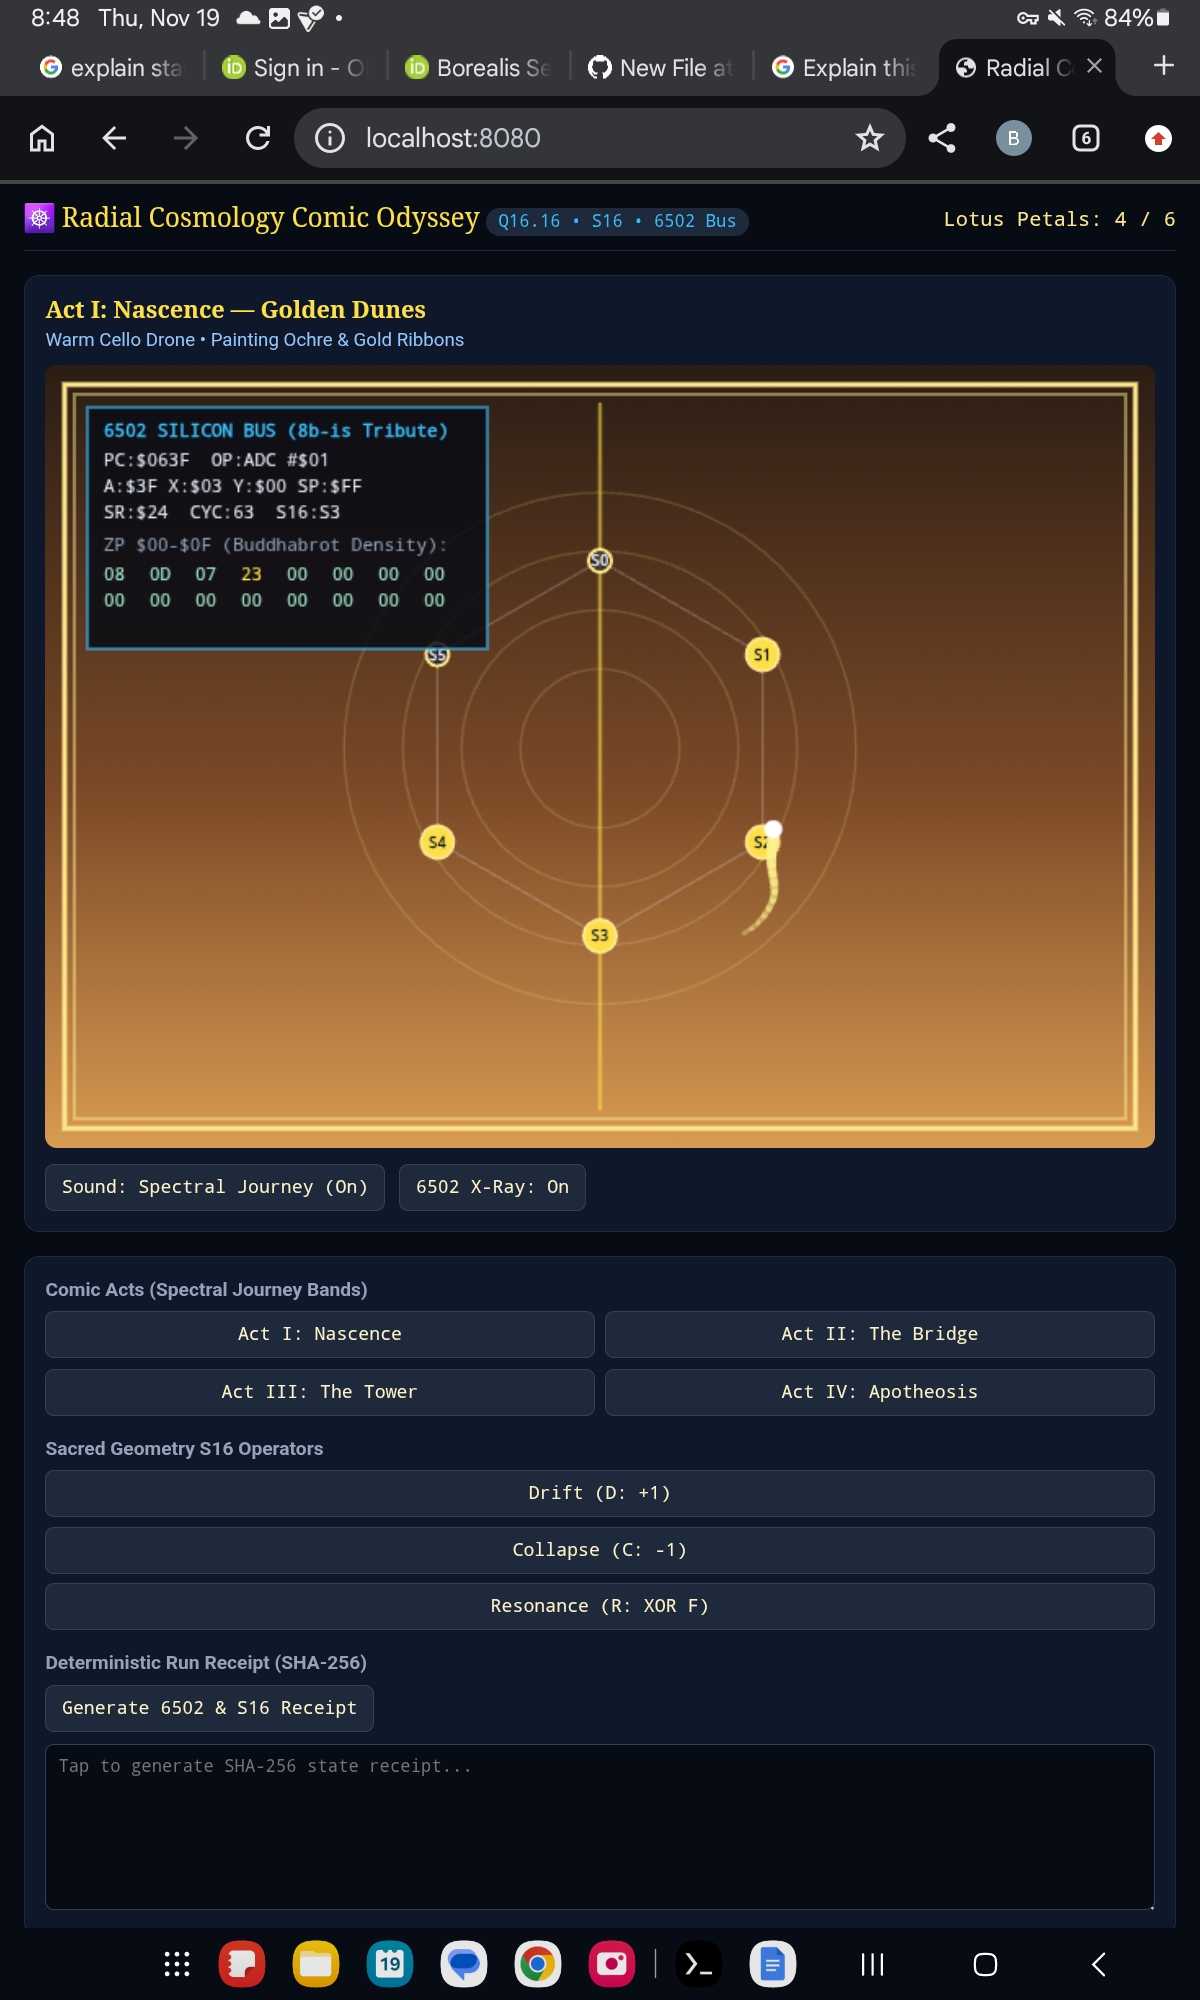 8:48 Thu, Nov 19 84%
explain sta
Sign in - O
Borealis Se
New File at
Explain this
Radial C
localhost:8080
B
6
Radial Cosmology Comic Odyssey
Q16.16 • S16 • 6502 Bus
Lotus Petals: 4 / 6
Act I: Nascence — Golden Dunes
Warm Cello Drone • Painting Ochre & Gold Ribbons
6502 SILICON BUS (8b-is Tribute)
PC:$063F OP:ADC #$01
A:$3F X:$03 Y:$00 SP:$FF
SR:$24 CYC:63 S16:S3
ZP $00-$0F (Buddhabrot Density):
08 0D 07 23 00 00 00 00
00 00 00 00 00 00 00 00
S0
S5
S1
S4
S2
S3
Sound: Spectral Journey (On)
6502 X-Ray: On
Comic Acts (Spectral Journey Bands)
Act I: Nascence
Act II: The Bridge
Act III: The Tower
Act IV: Apotheosis
Sacred Geometry S16 Operators
Drift (D: +1)
Collapse (C: -1)
Resonance (R: XOR F)
Deterministic Run Receipt (SHA-256)
Generate 6502 & S16 Receipt
Tap to generate SHA-256 state receipt...
19